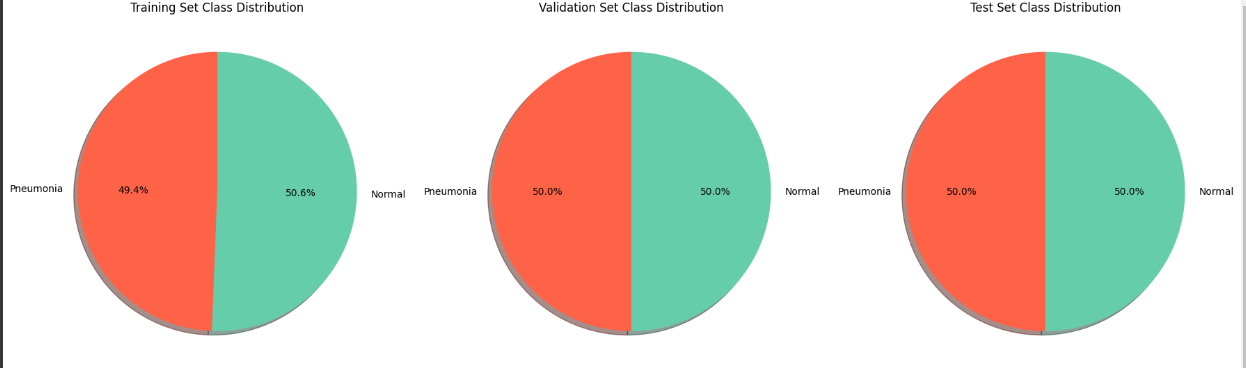 Training Set Class Distribution
Pneumonia
49.4%
50.6%
Normal
Validation Set Class Distribution
Pneumonia
50.0%
50.0%
Normal
Test Set Class Distribution
Pneumonia
50.0%
50.0%
Normal